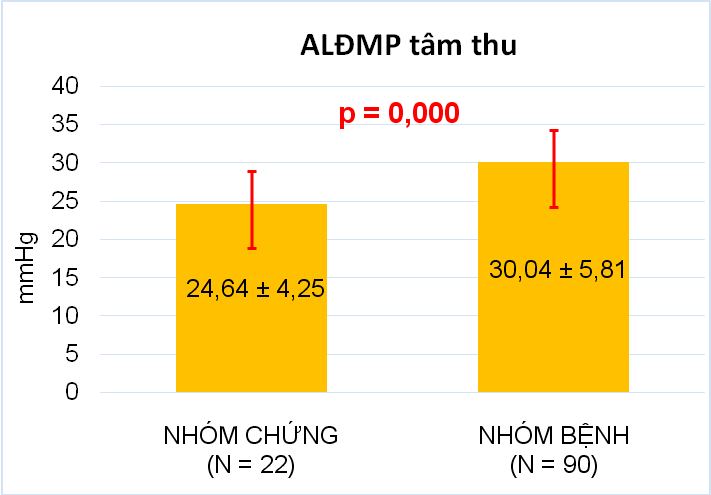 ALĐMP tâm thu
p = 0,000
40
35
30
25
20
15
10
5
0
mmHg
24,64 ± 4,25
30,04 ± 5,81
NHÓM CHỨNG
(N = 22)
NHÓM BỆNH
(N = 90)